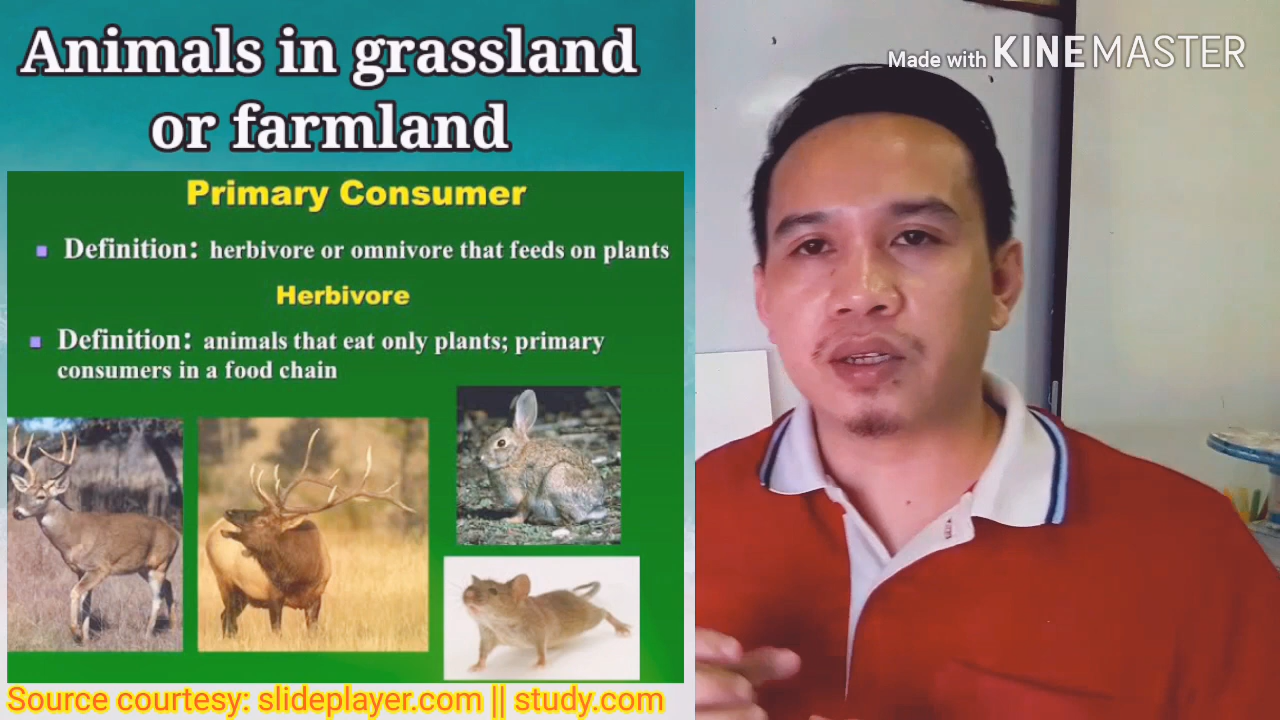 Animals in grassland
or farmland
Made with KINEMASTER
Primary Consumer
Definition: herbivore or omnivore that feeds on plants
Herbivore
Definition: animals that eat only plants; primary
consumers in a food chain
Source courtesy: slideplayer.com || study.com